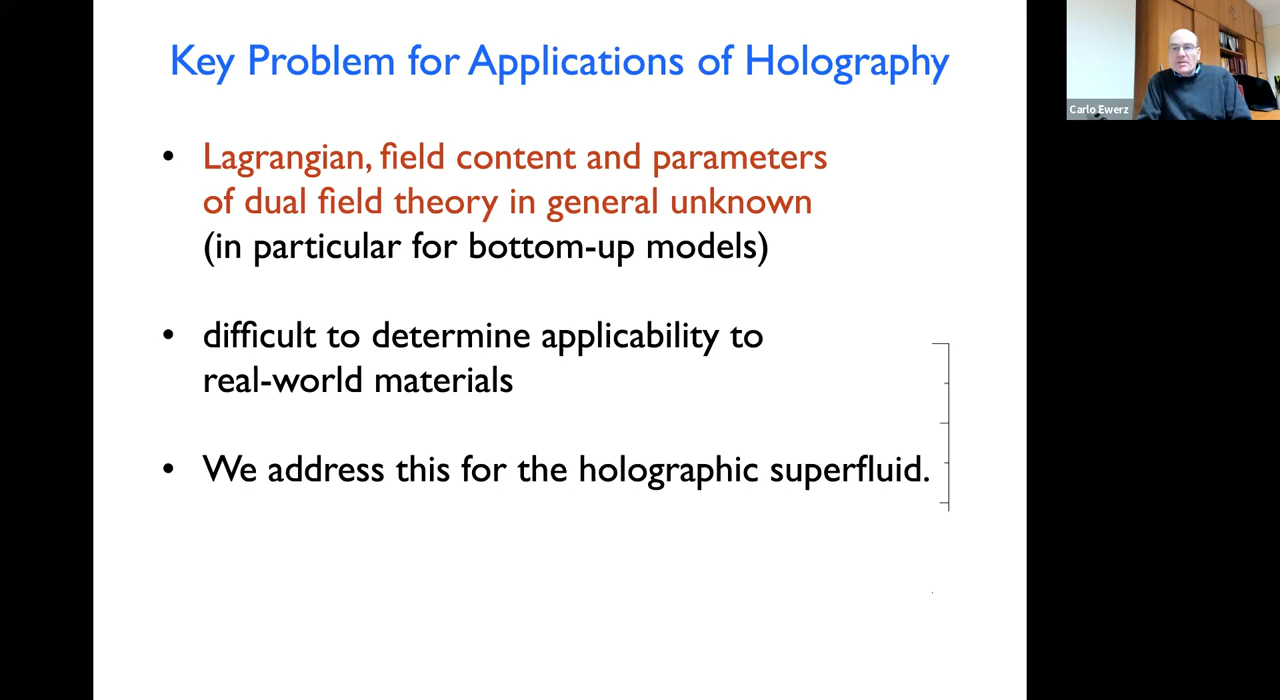 Key Problem for Applications of Holography
Carlo Ewerz
• Lagrangian, field content and parameters
of dual field theory in general unknown
(in particular for bottom-up models)
• difficult to determine applicability to
real-world materials
• We address this for the holographic superfluid.